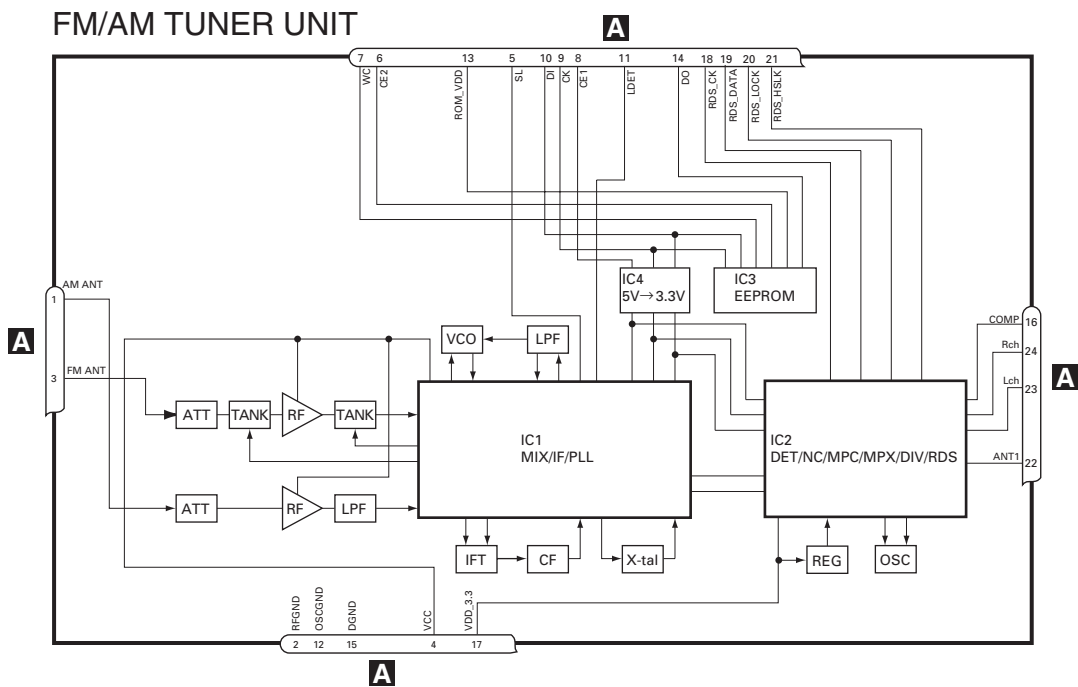 FM/AM TUNER UNIT
A
7 6 13 5 10 9 8 11 14 18 19 20 21
WC
CE2
ROM_VDD
SL
DI
CK
CE1
LDET
DO
RDS_CK
RDS_DATA
RDS_LOCK
RDS_HSLK
IC4
5V→3.3V
IC3
EEPROM
AM ANT
1
A
3
FM ANT
VCO
LPF
ATT
TANK
RF
TANK
IC1
MIX/IF/PLL
IC2
DET/NC/MPC/MPX/DIV/RDS
COMP
16
Rch
24
Lch
23
A
ANT1
22
ATT
RF
LPF
IFT
CF
X-tal
REG
OSC
RFGND
OSCGND
DGND
VCC
VDD_3.3
2 12 15 4 17
A